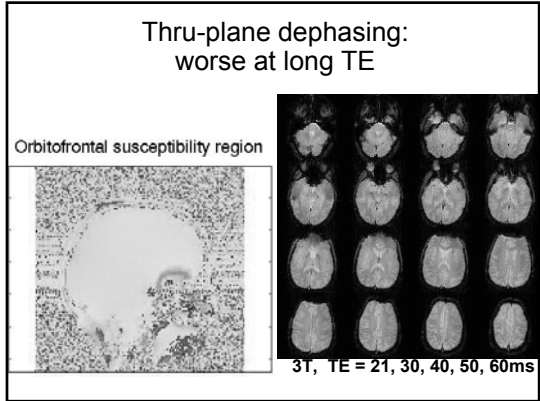 Thru-plane dephasing:
worse at long TE
Orbitofrontal susceptibility region
3T, TE = 21, 30, 40, 50, 60ms